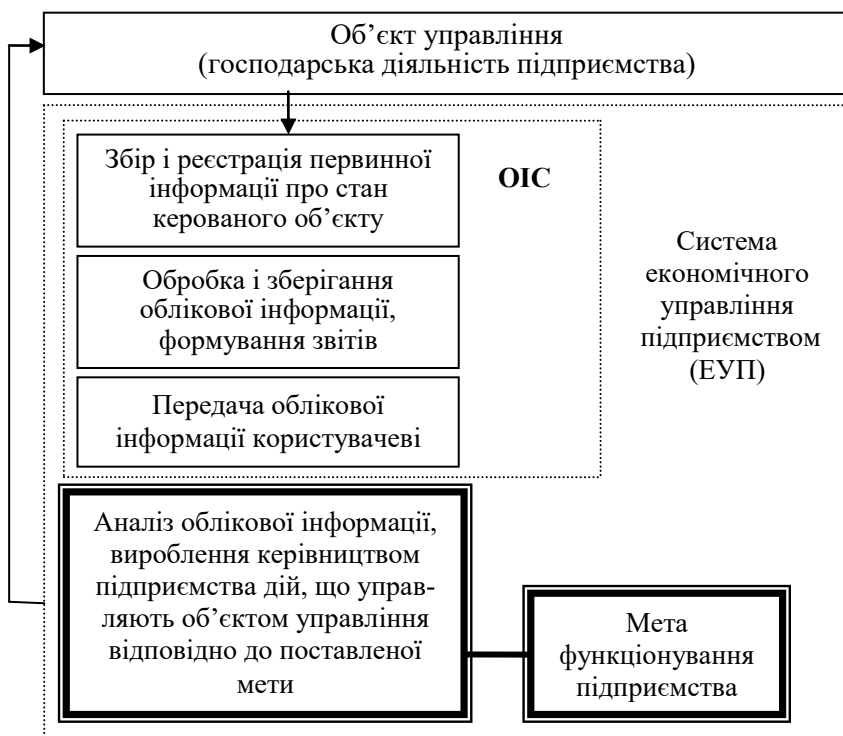 Об’єкт управління
(господарська діяльність підприємства)
Збір і реєстрація первинної
інформації про стан
керованого об’єкту
ОІС
Обробка і зберігання
облікової інформації,
формування звітів
Передача облікової
інформації користувачеві
Система
економічного
управління
підприємством
(ЕУП)
Аналіз облікової інформації,
вироблення керівництвом
підприємства дій, що управ-
ляють об’єктом управління
відповідно до поставленої
мети
Мета
функціонування
підприємства